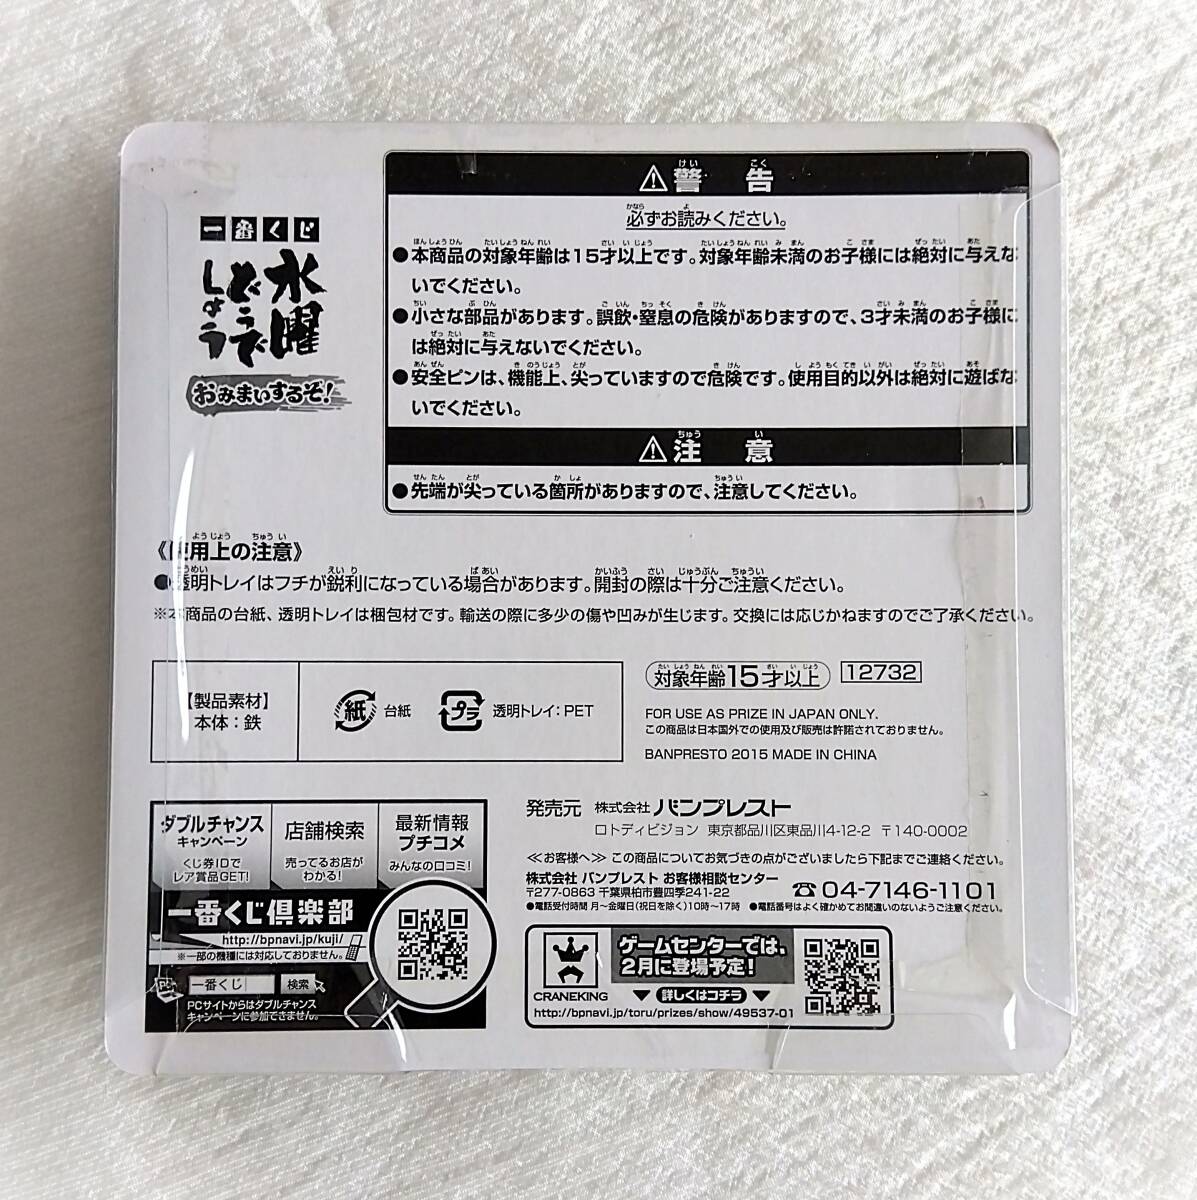 一番くじ
水曜
どうで
しょう
おみまいするぞ!
⚠警告
必ずお読みください。
●本商品の対象年齢は15才以上です。対象年齢未満のお子様には絶対に与えな
いでください。
●小さな部品があります。誤飲・窒息の危険がありますので、3才未満のお子様に
は絶対に与えないでください。
●安全ピンは、機能上、尖っていますので危険です。使用目的以外は絶対に遊ばな
いでください。
⚠注意
●先端が尖っている箇所がありますので、注意してください。
《使用上の注意》
●透明トレイはフチが鋭利になっている場合があります。開封の際は十分ご注意ください。
※本商品の台紙、透明トレイは梱包材です。輸送の際に多少の傷や凹みが生じます。交換には応じかねますのでご了承ください。
【製品素材】
本体:鉄
紙 台紙
プラ 透明トレイ:PET
対象年齢15才以上 12732
FOR USE AS PRIZE IN JAPAN ONLY.
この商品は日本国外での使用及び販売は許諾されておりません。
BANPRESTO 2015 MADE IN CHINA
ダブルチャンス
キャンペーン
くじ券IDで
レア賞品GET!
店舗検索
売ってるお店が
わかる!
最新情報
プチコメ
みんなの口コミ!
一番くじ倶楽部
http://bpnavi.jp/kuji/
※一部の機種には対応しておりません。
PC 一番くじ 検索
PCサイトからはダブルチャンス
キャンペーンに参加できません。
発売元 株式会社 バンプレスト
ロトディビジョン 東京都品川区東品川4-12-2 〒140-0002
≪お客様へ≫ この商品についてお気づきの点がございましたら下記までご連絡ください。
株式会社 バンプレスト お客様相談センター
〒277-0863 千葉県柏市豊四季241-22
☎04-7146-1101
●電話受付時間 月〜金曜日(祝日を除く)10時〜17時 ●電話番号はよく確かめてお間違いのないようご注意ください。
CRANEKING
ゲームセンターでは、
2月に登場予定!
▼ 詳しくはコチラ ▼
http://bpnavi.jp/toru/prizes/show/49537-01